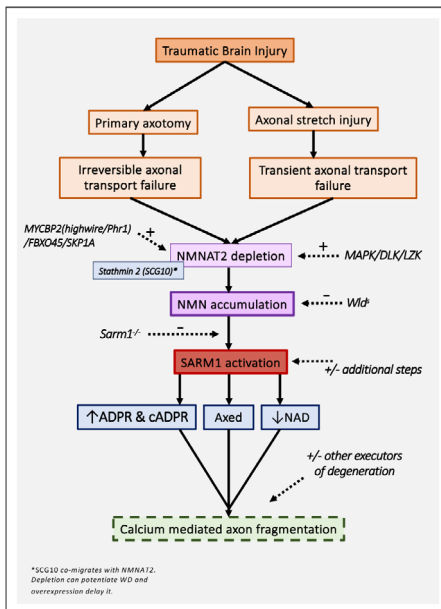 Traumatic Brain Injury
Primary axotomy
Axonal stretch injury
Irreversible axonal
transport failure
Transient axonal transport
failure
MYCBP2(highwire/Phr1)
/FBXO45/SKP1A
+
NMNAT2 depletion
+
MAPK/DLK/LZK
Stathmin 2 (SCG10)*
NMN accumulation
–
Wldˢ
Sarm1⁻/⁻
–
SARM1 activation
+/- additional steps
↑ADPR & cADPR
Axed
↓NAD
+/- other executors
of degeneration
Calcium mediated axon fragmentation
*SCG10 co-migrates with NMNAT2.
Depletion can potentiate WD and
overexpression delay it.